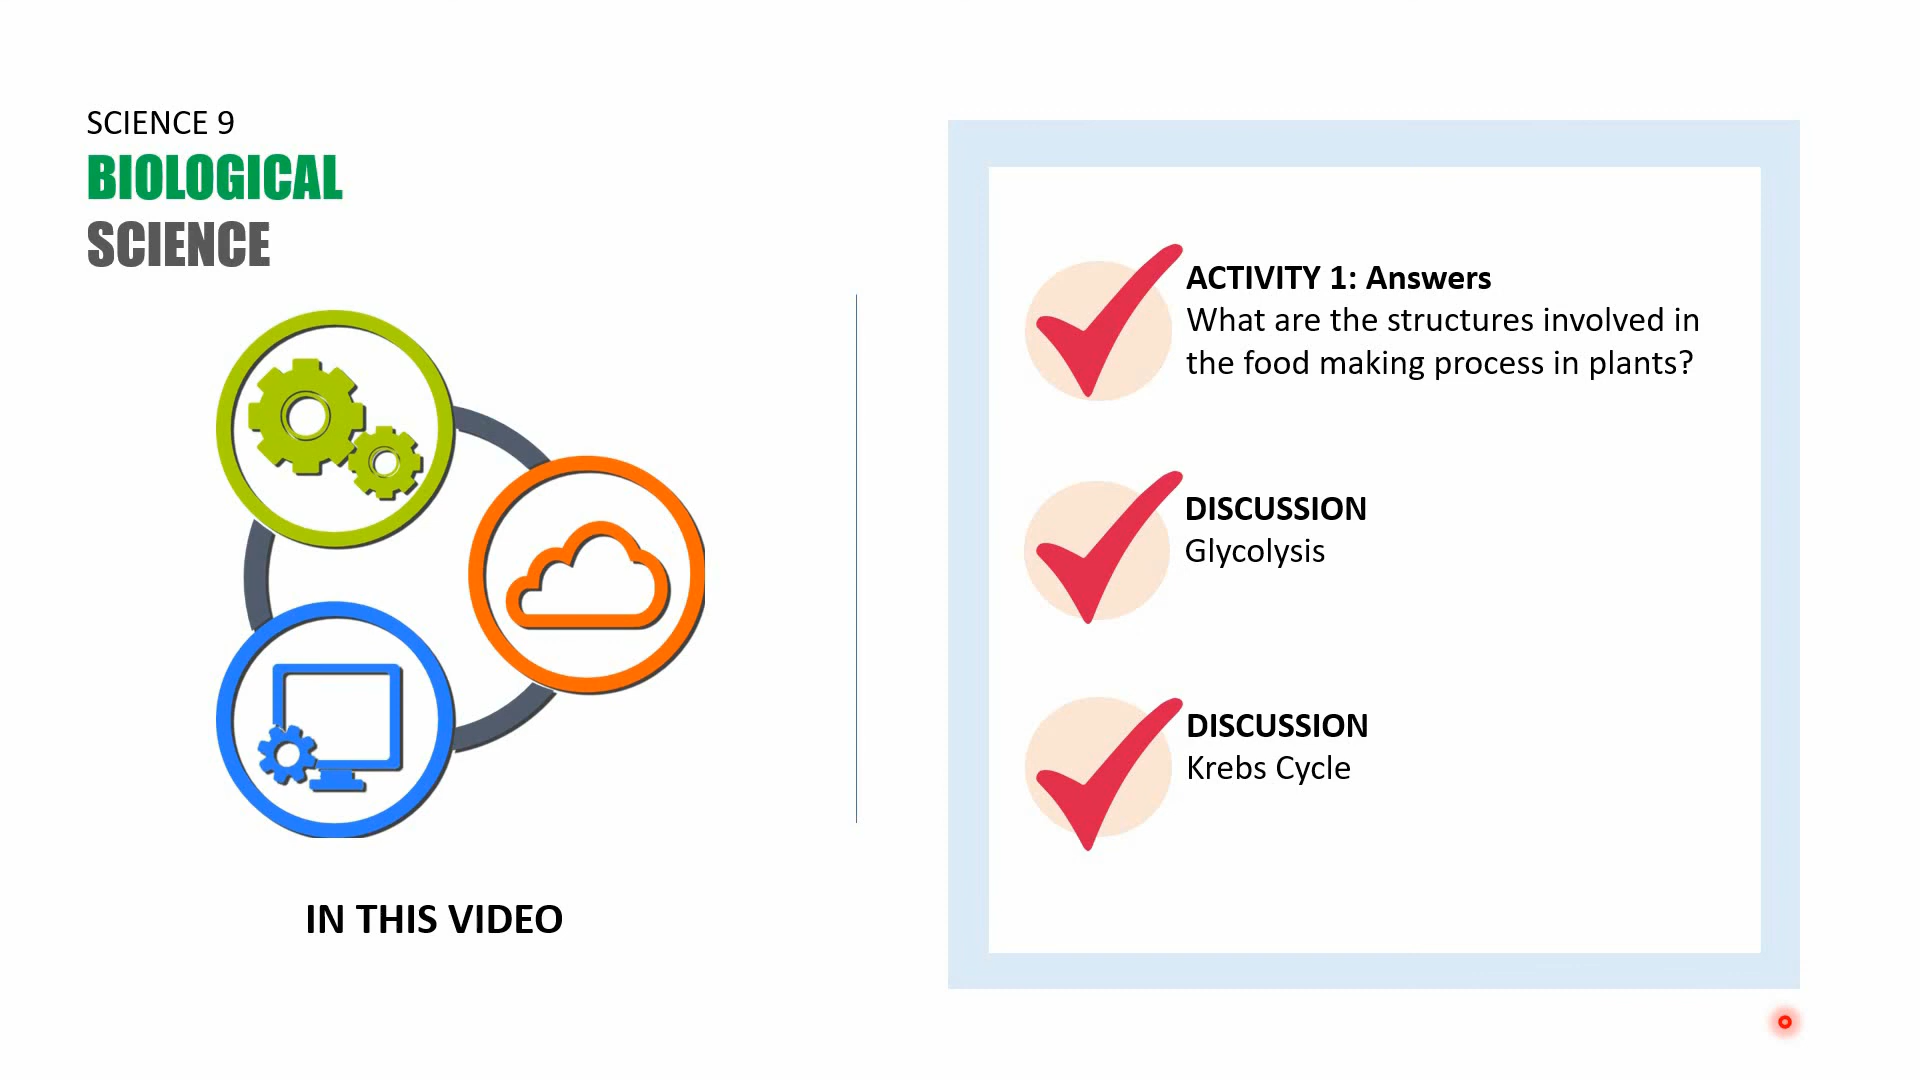 SCIENCE 9
BIOLOGICAL
SCIENCE
IN THIS VIDEO
ACTIVITY 1: Answers
What are the structures involved in
the food making process in plants?
DISCUSSION
Glycolysis
DISCUSSION
Krebs Cycle